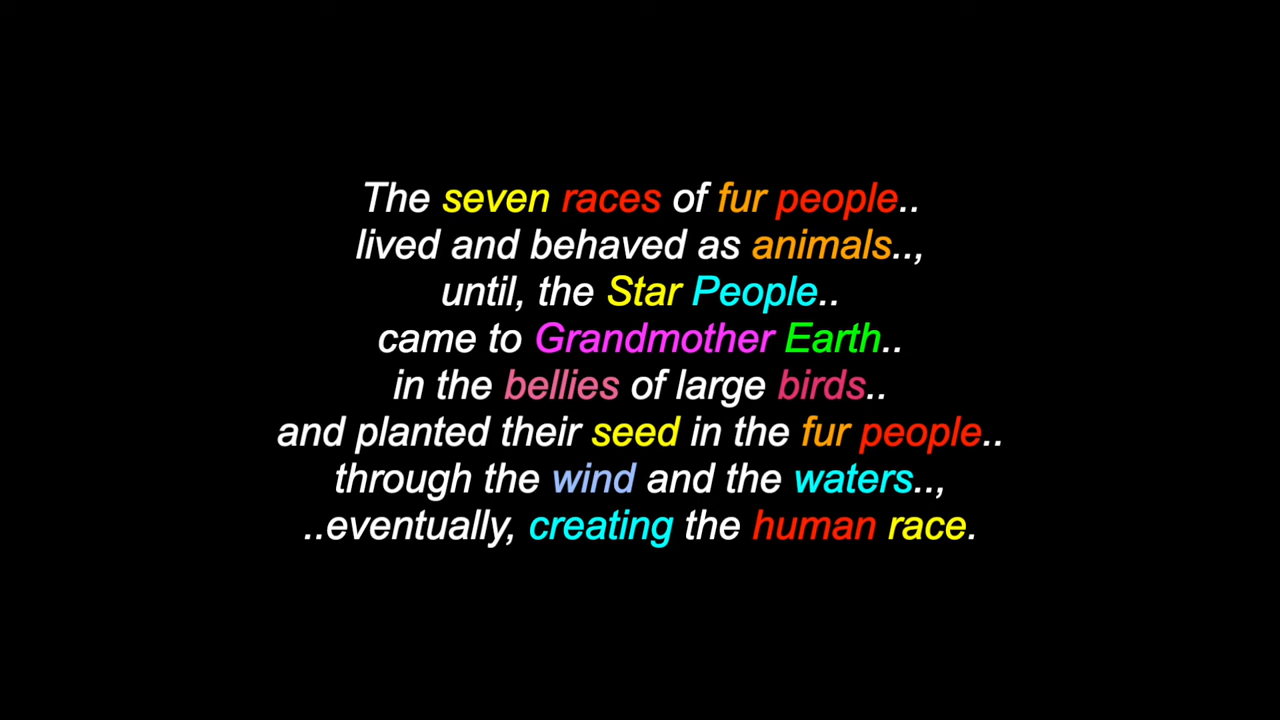 The seven races of fur people..
lived and behaved as animals..,
until, the Star People..
came to Grandmother Earth..
in the bellies of large birds..
and planted their seed in the fur people..
through the wind and the waters..,
..eventually, creating the human race.